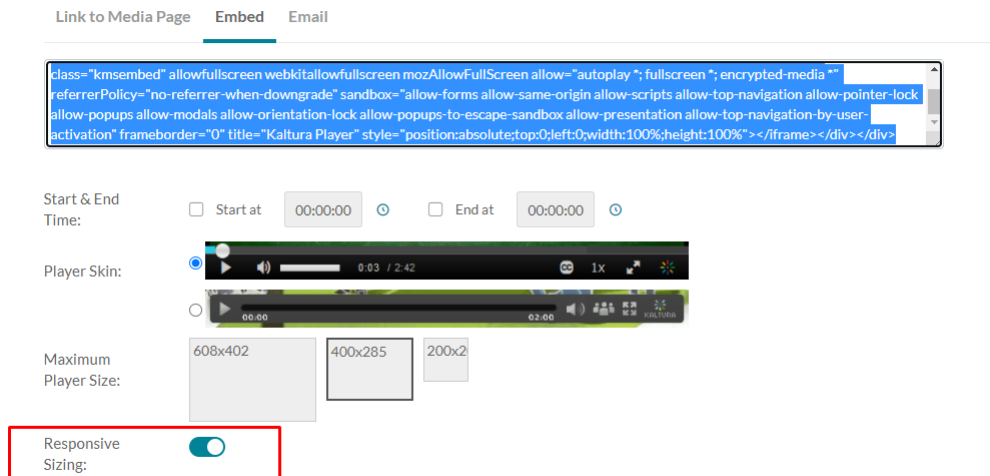 Link to Media Page Embed Email
class="kmsembed" allowfullscreen webkitallowfullscreen mozAllowFullScreen allow="autoplay *; fullscreen *; encrypted-media *"
referrerPolicy="no-referrer-when-downgrade" sandbox="allow-forms allow-same-origin allow-scripts allow-top-navigation allow-pointer-lock
allow-popups allow-modals allow-orientation-lock allow-popups-to-escape-sandbox allow-presentation allow-top-navigation-by-user-
activation" frameborder="0" title="Kaltura Player" style="position:absolute;top:0;left:0;width:100%;height:100%"></iframe></div></div>
Start & End
Time:
Start at 00:00:00 End at 00:00:00
Player Skin:
0:03 / 2:42 CC 1x
00:00 02:00 KALTURA
Maximum
Player Size:
608x402 400x285 200x2
Responsive
Sizing: